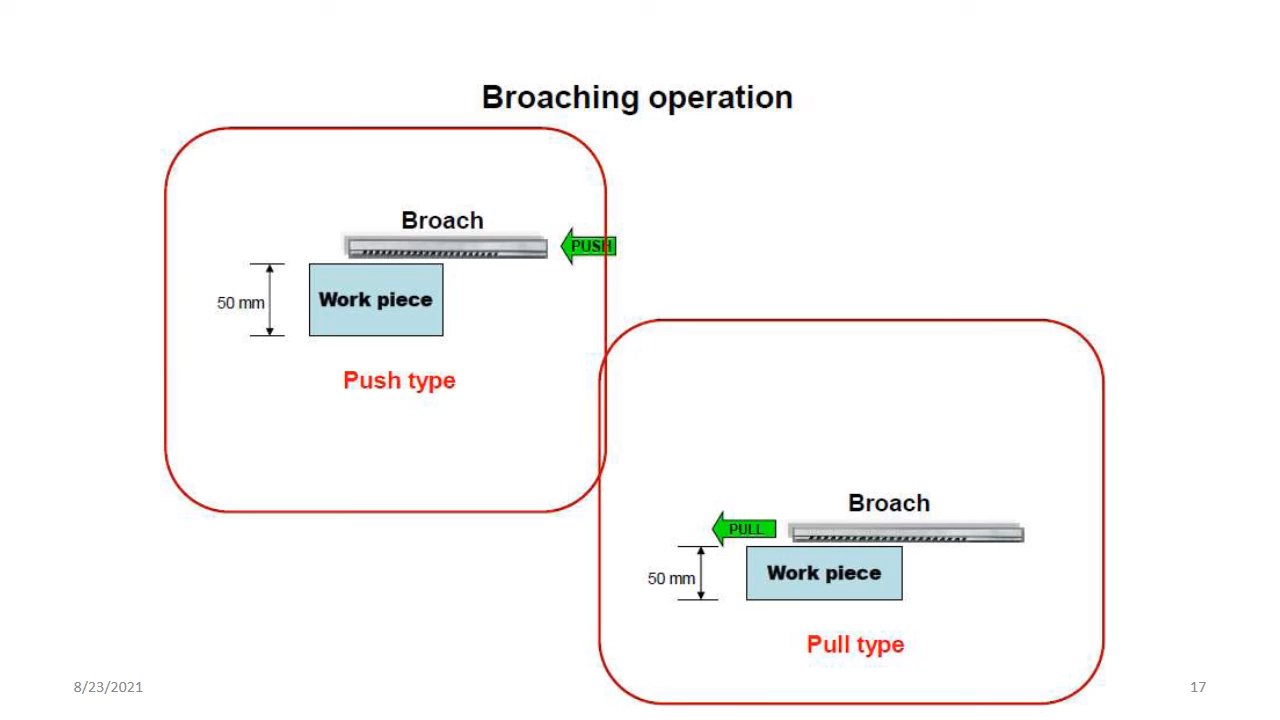 Broaching operation
Broach
PUSH
50 mm
Work piece
Push type
Broach
PULL
50 mm
Work piece
Pull type
8/23/2021
17